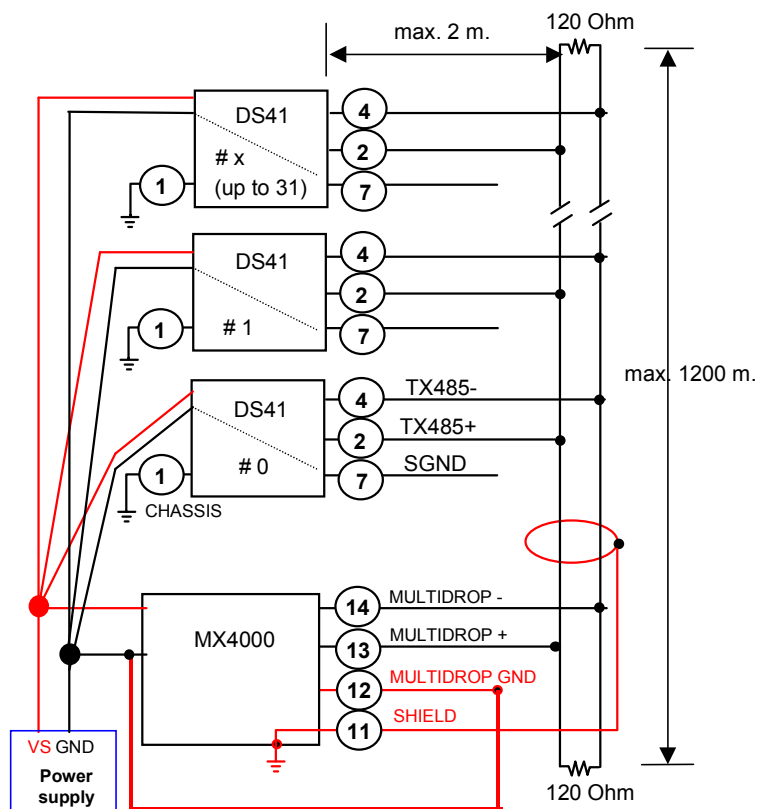 120 Ohm
max. 2 m.
DS41
# x
(up to 31)
4
2
7
1
DS41
# 1
4
2
7
1
max. 1200 m.
DS41
# 0
4
TX485-
2
TX485+
7
SGND
1
CHASSIS
MX4000
14
MULTIDROP -
13
MULTIDROP +
12
MULTIDROP GND
11
SHIELD
VS GND
Power
supply
120 Ohm